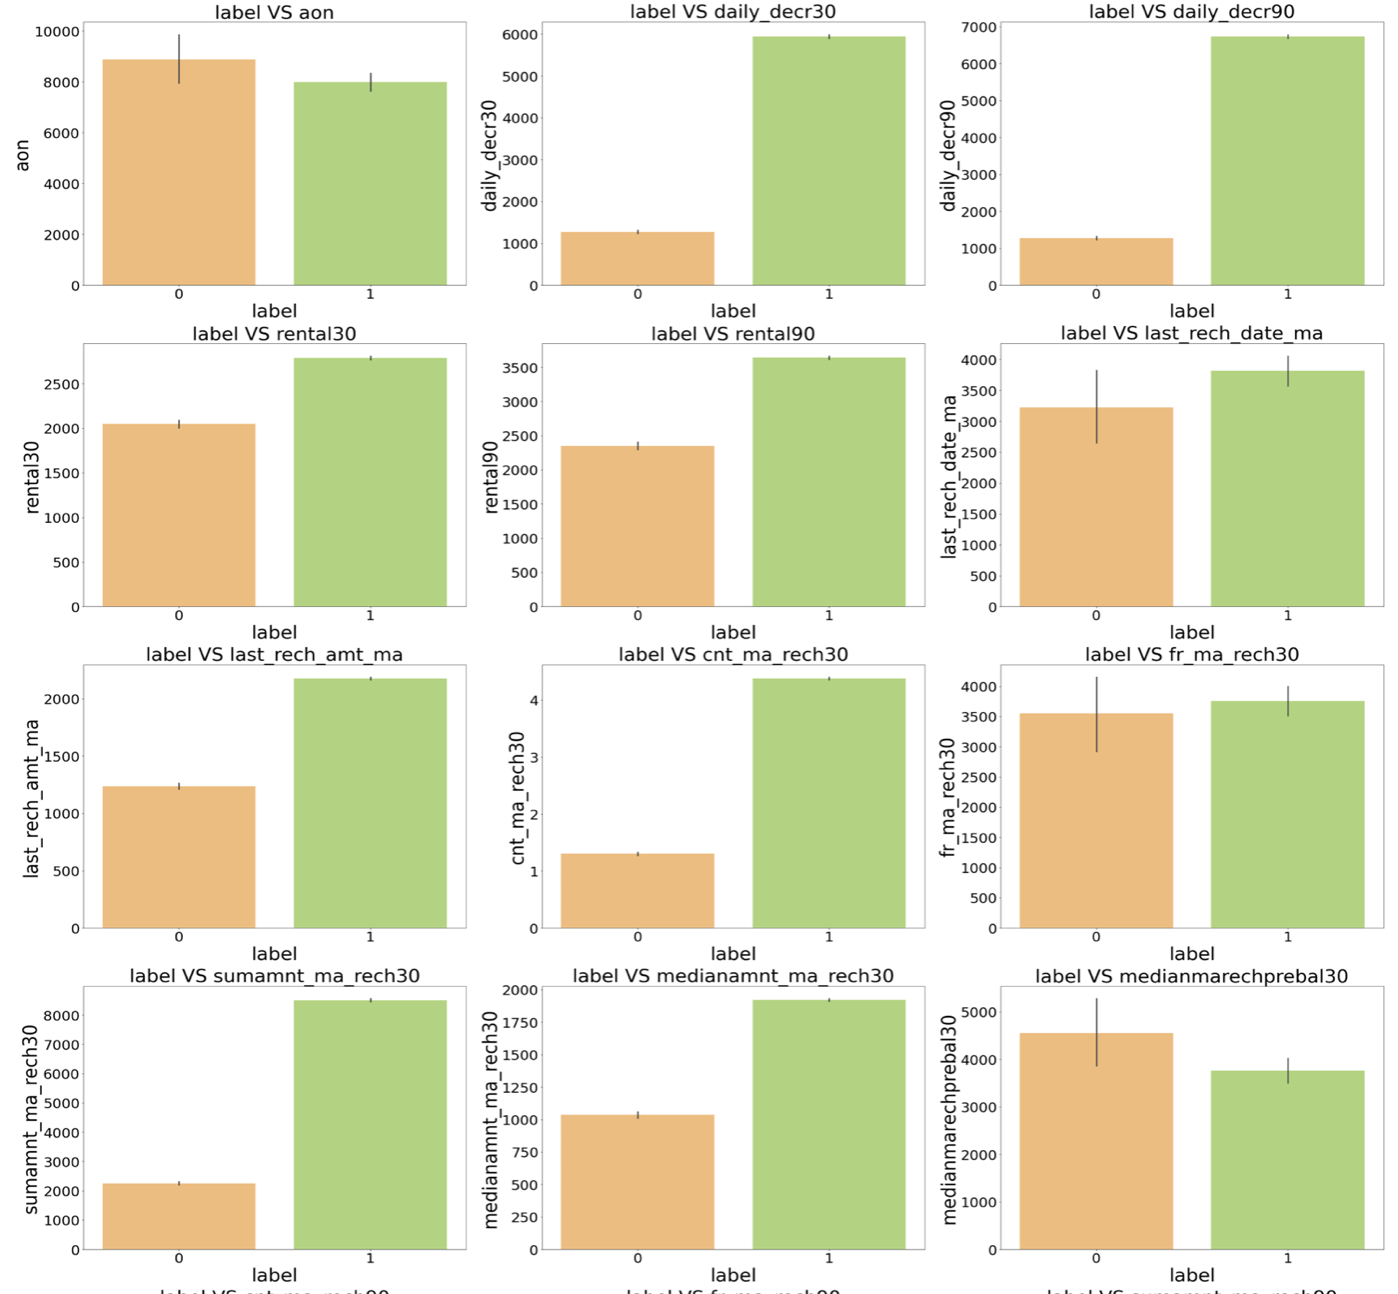 label VS aon
10000
8000
6000
4000
2000
0
aon
0 1
label
label VS daily_decr30
6000
5000
4000
3000
2000
1000
0
daily_decr30
0 1
label
label VS daily_decr90
7000
6000
5000
4000
3000
2000
1000
0
daily_decr90
0 1
label
label VS rental30
2500
2000
1500
1000
500
0
rental30
0 1
label
label VS rental90
3500
3000
2500
2000
1500
1000
500
0
rental90
0 1
label
label VS last_rech_date_ma
4000
3500
3000
2500
2000
1500
1000
500
0
last_rech_date_ma
0 1
label
label VS last_rech_amt_ma
2000
1500
1000
500
0
last_rech_amt_ma
0 1
label
label VS cnt_ma_rech30
4
3
2
1
0
cnt_ma_rech30
0 1
label
label VS fr_ma_rech30
4000
3500
3000
2500
2000
1500
1000
500
0
fr_ma_rech30
0 1
label
label VS sumamnt_ma_rech30
8000
7000
6000
5000
4000
3000
2000
1000
0
sumamnt_ma_rech30
0 1
label
label VS medianamnt_ma_rech30
2000
1750
1500
1250
1000
750
500
250
0
medianamnt_ma_rech30
0 1
label
label VS medianmarechprebal30
5000
4000
3000
2000
1000
0
medianmarechprebal30
0 1
label
label VS cnt_ma_rech90
label VS fr_ma_rech90
label VS sumamnt_ma_rech90